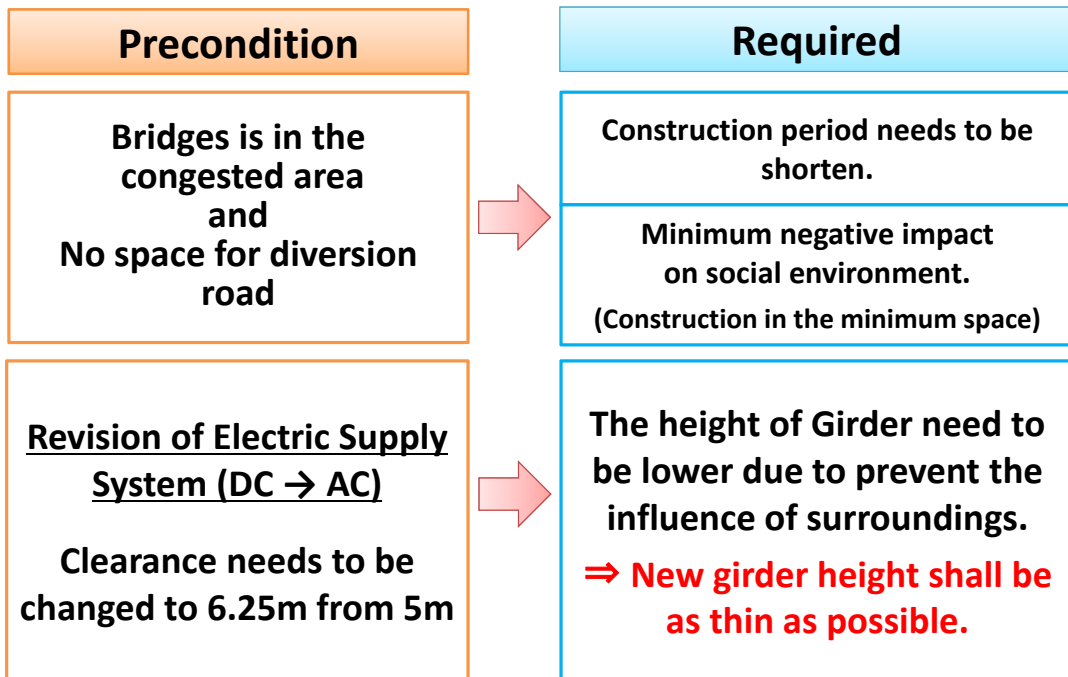 Precondition
Required
Bridges is in the
congested area
and
No space for diversion
road
Construction period needs to be
shorten.
Minimum negative impact
on social environment.
(Construction in the minimum space)
Revision of Electric Supply
System (DC → AC)
Clearance needs to be
changed to 6.25m from 5m
The height of Girder need to
be lower due to prevent the
influence of surroundings.
⇒ New girder height shall be
as thin as possible.